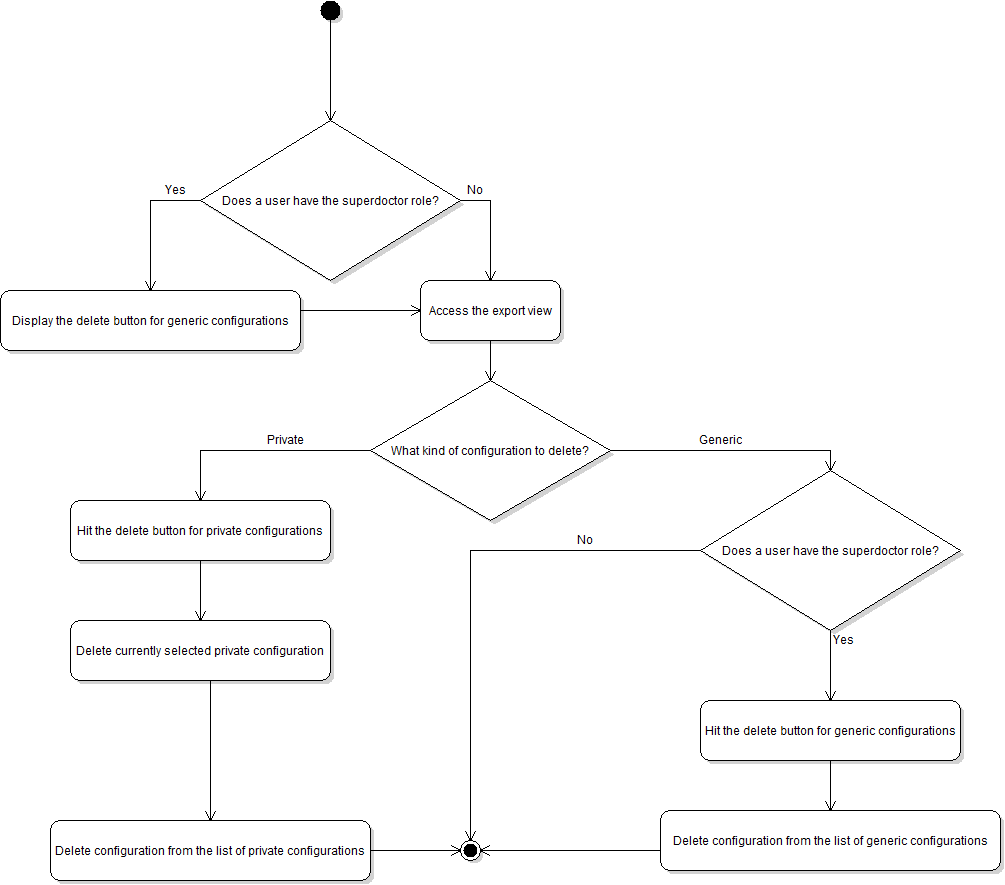 Yes
No
Does a user have the superdoctor role?
Display the delete button for generic configurations
Access the export view
Private
Generic
What kind of configuration to delete?
Hit the delete button for private configurations
No
Does a user have the superdoctor role?
Yes
Delete currently selected private configuration
Hit the delete button for generic configurations
Delete configuration from the list of private configurations
Delete configuration from the list of generic configurations